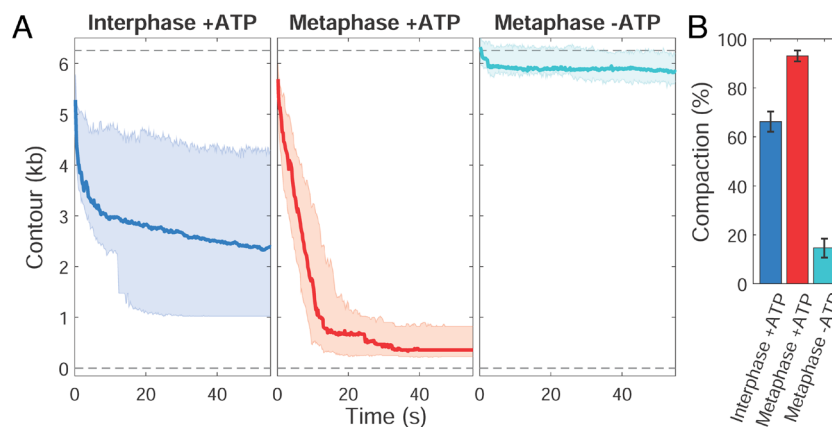 A
Interphase +ATP
Metaphase +ATP
Metaphase -ATP
Contour (kb)
6
5
4
3
2
1
0
0 20 40
0 20 40
0 20 40
Time (s)
B
Compaction (%)
100
80
60
40
20
0
Interphase +ATP
Metaphase +ATP
Metaphase -ATP